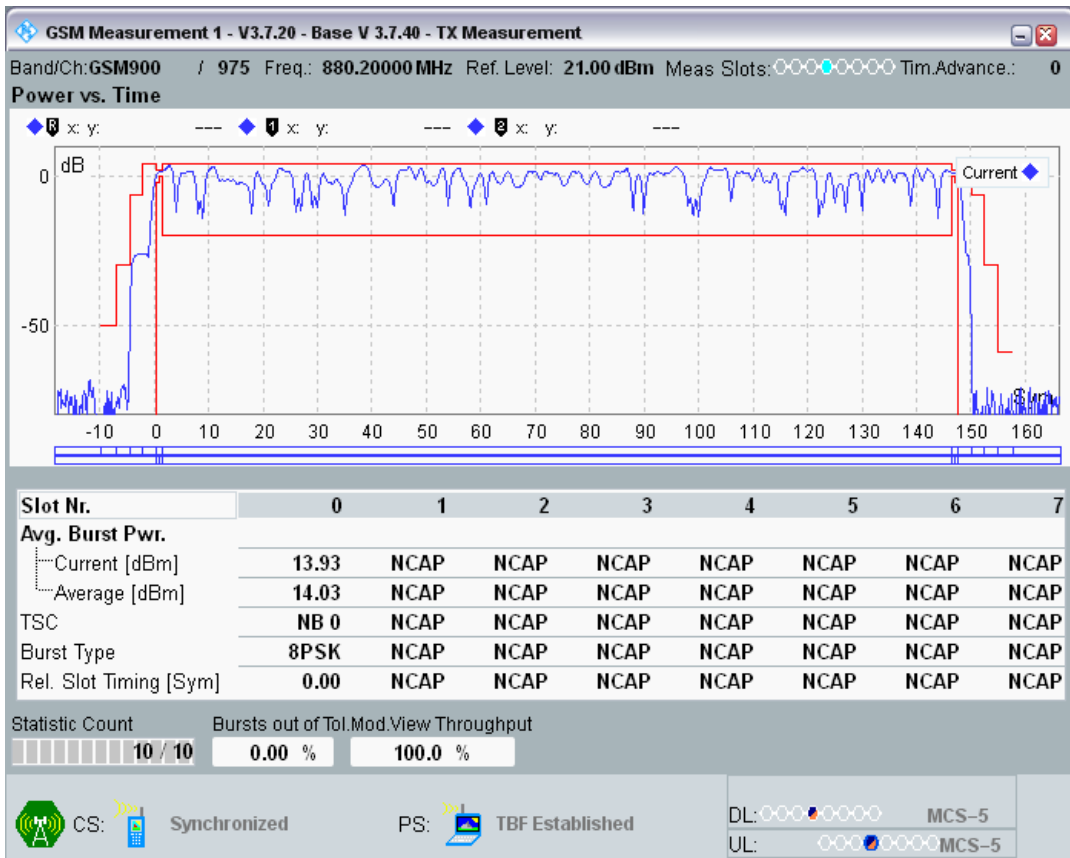 GSM Measurement 1 - V3.7.20 - Base V 3.7.40 - TX Measurement
Band/Ch:GSM900 / 975 Freq.: 880.20000 MHz Ref. Level: 21.00 dBm Meas Slots: Tim.Advance.: 0
Power vs. Time
R x: y: --- 1 x: y: --- 2 x: y: ---
dB
Current
0
-50
Sym
-10 0 10 20 30 40 50 60 70 80 90 100 110 120 130 140 150 160
Slot Nr. 0 1 2 3 4 5 6 7
Avg. Burst Pwr.
Current [dBm] 13.93 NCAP NCAP NCAP NCAP NCAP NCAP NCAP
Average [dBm] 14.03 NCAP NCAP NCAP NCAP NCAP NCAP NCAP
TSC NB 0 NCAP NCAP NCAP NCAP NCAP NCAP NCAP
Burst Type 8PSK NCAP NCAP NCAP NCAP NCAP NCAP NCAP
Rel. Slot Timing [Sym] 0.00 NCAP NCAP NCAP NCAP NCAP NCAP NCAP
Statistic Count Bursts out of Tol.Mod.View Throughput
10 / 10 0.00 % 100.0 %
CS: Synchronized PS: TBF Established
DL: MCS-5
UL: MCS-5